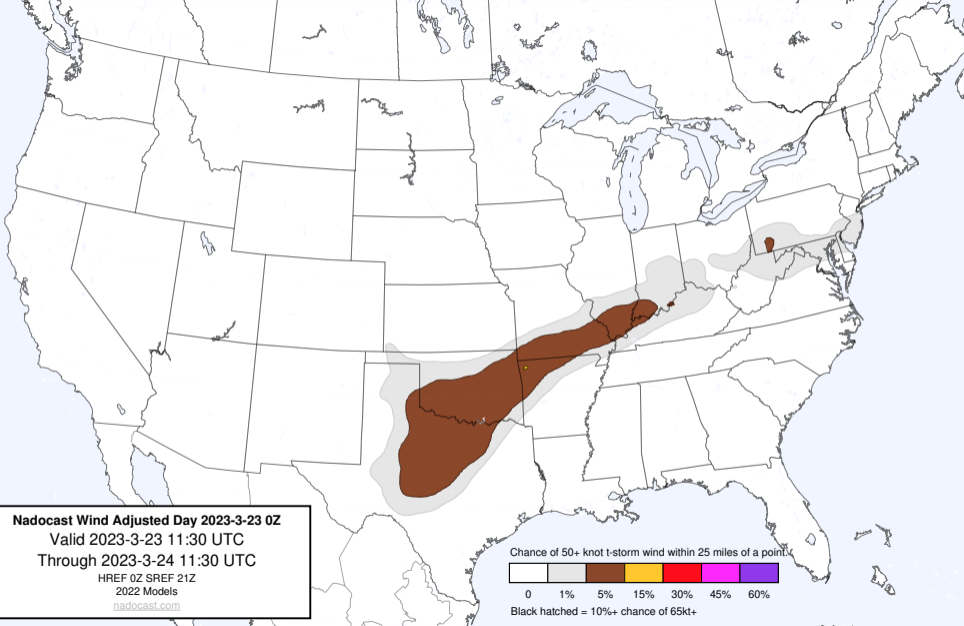 Nadocast Wind Adjusted Day 2023-3-23 0Z
Valid 2023-3-23 11:30 UTC
Through 2023-3-24 11:30 UTC
HREF 0Z SREF 21Z
2022 Models
nadocast.com
Chance of 50+ knot t-storm wind within 25 miles of a point.
0 1% 5% 15% 30% 45% 60%
Black hatched = 10%+ chance of 65kt+